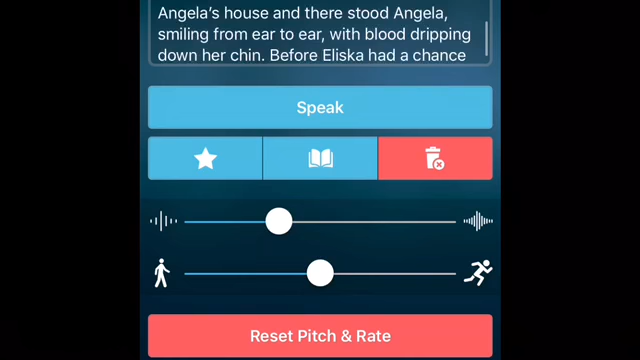 Angela's house and there stood Angela,
smiling from ear to ear, with blood dripping
down her chin. Before Eliska had a chance
Speak
Reset Pitch & Rate